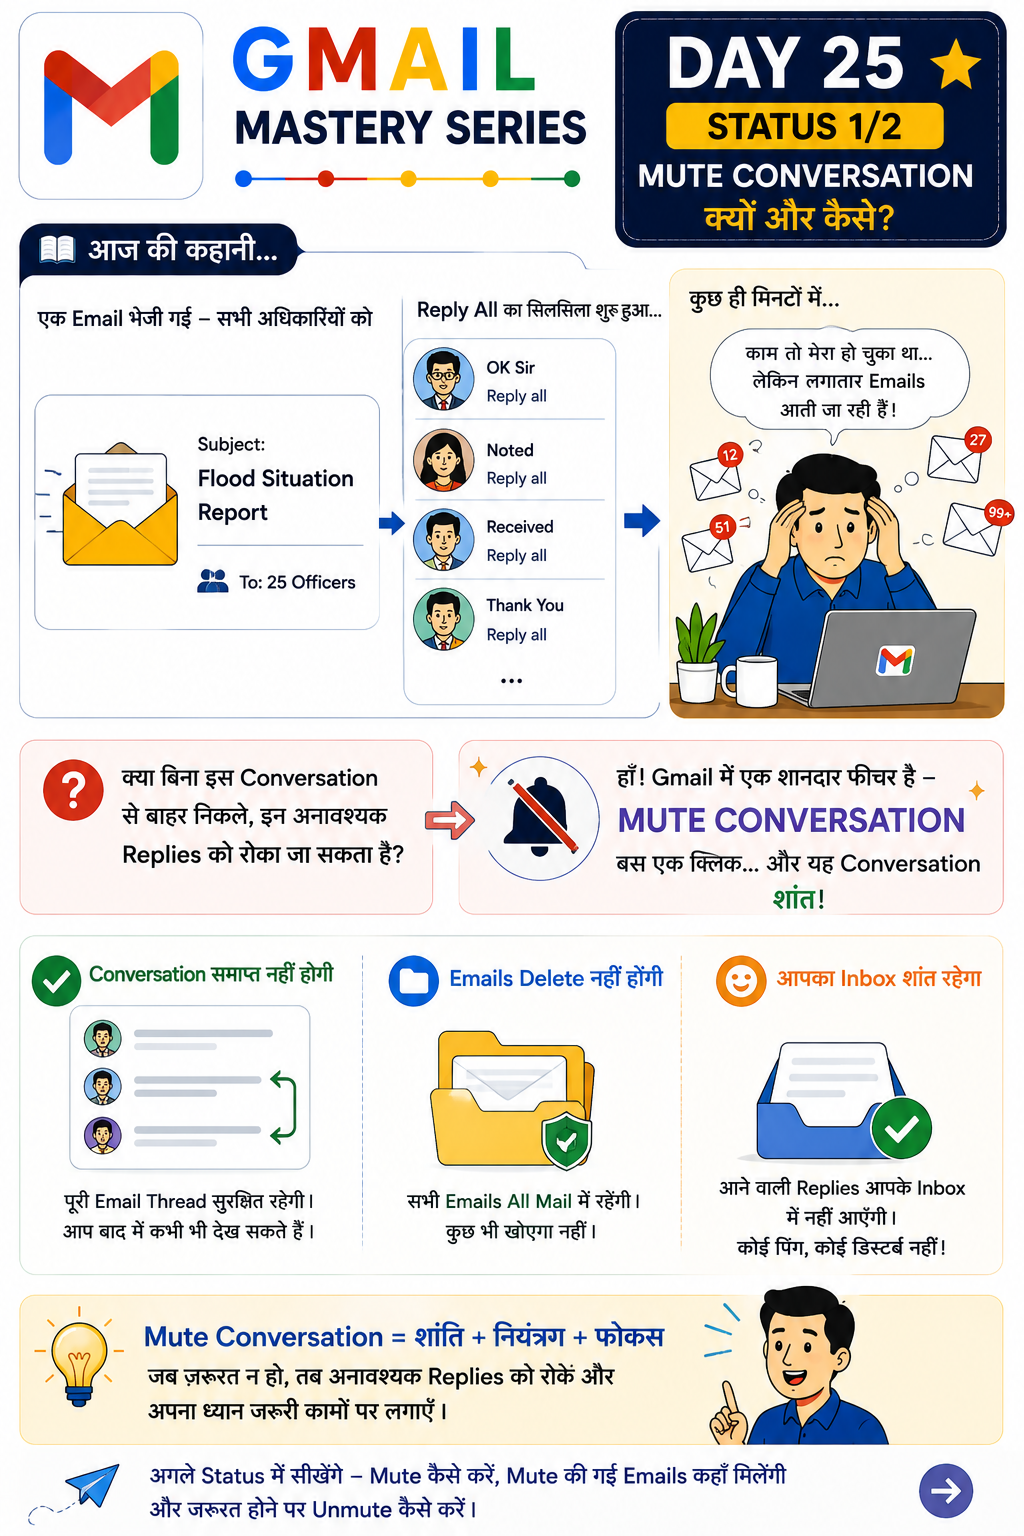 GMAIL
MASTERY SERIES
DAY 25
STATUS 1/2
MUTE CONVERSATION
क्यों और कैसे?
आज की कहानी...
एक Email भेजी गई – सभी अधिकारियों को
Subject:
Flood Situation
Report
To: 25 Officers
Reply All का सिलसिला शुरू हुआ...
OK Sir
Reply all
Noted
Reply all
Received
Reply all
Thank You
Reply all
...
कुछ ही मिनटों में...
काम तो मेरा हो चुका था...
लेकिन लगातार Emails
आती जा रही हैं!
12
27
51
99+
?
क्या बिना इस Conversation
से बाहर निकले, इन अनावश्यक
Replies को रोका जा सकता है?
हाँ! Gmail में एक शानदार फीचर है –
MUTE CONVERSATION
बस एक क्लिक... और यह Conversation
शांत!
Conversation समाप्त नहीं होगी
पूरी Email Thread सुरक्षित रहेगी।
आप बाद में कभी भी देख सकते हैं।
Emails Delete नहीं होंगी
सभी Emails All Mail में रहेंगी।
कुछ भी खोएगा नहीं।
आपका Inbox शांत रहेगा
आने वाली Replies आपके Inbox
में नहीं आएँगी।
कोई पिंग, कोई डिस्टर्ब नहीं!
Mute Conversation = शांति + नियंत्रग + फोकस
जब ज़रूरत न हो, तब अनावश्यक Replies को रोकें और
अपना ध्यान जरूरी कामों पर लगाएँ।
अगले Status में सीखेंगे – Mute कैसे करें, Mute की गई Emails कहाँ मिलेंगी
और जरूरत होने पर Unmute कैसे करें।